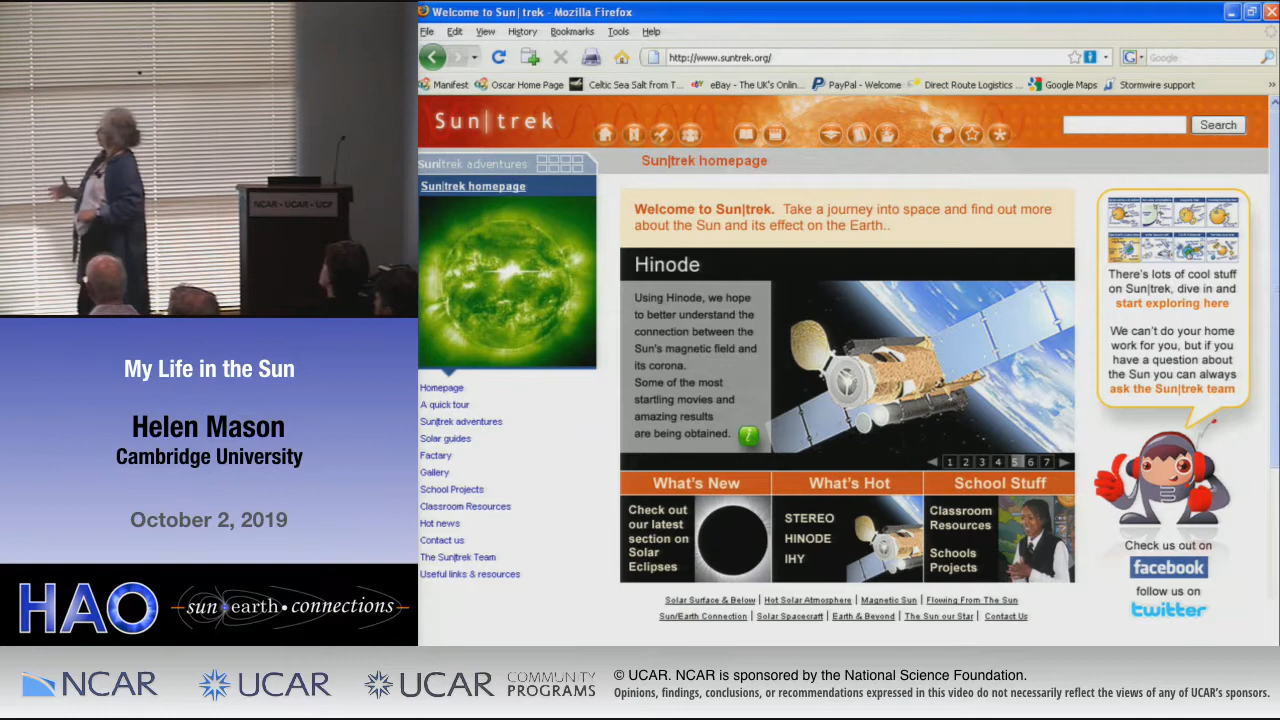 Welcome to Sun|trek - Mozilla Firefox
File Edit View History Bookmarks Tools Help
http://www.suntrek.org/
Google
Manifest Oscar Home Page Celtic Sea Salt from T... eBay - The UK's Onlin... PayPal - Welcome Direct Route Logistics ... Google Maps Stormwire support
Sun|trek
Search
Sun|trek adventures
Sun|trek homepage
Sun|trek homepage
Welcome to Sun|trek. Take a journey into space and find out more
about the Sun and its effect on the Earth..
Hinode
Using Hinode, we hope
to better understand the
connection between the
Sun's magnetic field and
its corona.
Some of the most
startling movies and
amazing results
are being obtained.
1 2 3 4 5 6 7
There's lots of cool stuff
on Sun|trek, dive in and
start exploring here
We can't do your home
work for you, but if you
have a question about
the Sun you can always
ask the Sun|trek team
Homepage
A quick tour
Sun|trek adventures
Solar guides
Factary
Gallery
School Projects
Classroom Resources
Hot news
Contact us
The Sun|trek Team
Useful links & resources
What's New
Check out
our latest
section on
Solar
Eclipses
What's Hot
STEREO
HINODE
IHY
School Stuff
Classroom
Resources
Schools
Projects
Check us out on
facebook
follow us on
twitter
Solar Surface & Below | Hot Solar Atmosphere | Magnetic Sun | Flowing From The Sun
Sun/Earth Connection | Solar Spacecraft | Earth & Beyond | The Sun our Star | Contact Us
NCAR • UCAR • UCP
My Life in the Sun
Helen Mason
Cambridge University
October 2, 2019
HAO
sun • earth • connections
NCAR
UCAR
UCAR
COMMUNITY
PROGRAMS
© UCAR. NCAR is sponsored by the National Science Foundation.
Opinions, findings, conclusions, or recommendations expressed in this video do not necessarily reflect the views of any of UCAR's sponsors.